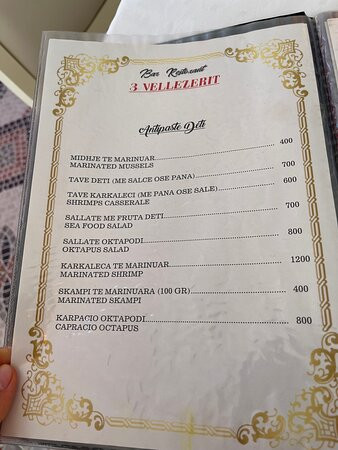 Bar Restorant
3 VELLEZERIT
Antipaste Deti
MIDHJE TE MARINUAR 400
MARINATED MUSSELS
TAVE DETI (ME SALCE OSE PANA) 700
TAVE KARKALECI (ME PANA OSE SALE) 600
SHRIMPS CASSERALE
SALLATE ME FRUTA DETI 700
SEA FOOD SALAD
SALLATE OKTAPODI 800
OKTAPUS SALAD
KARKALECA TE MARINUAR 1200
MARINATED SHRIMP
SKAMPI TE MARINUARA (100 GR) 400
MARINATED SKAMPI
KARPACIO OKTAPODI 800
CAPRACIO OCTAPUS